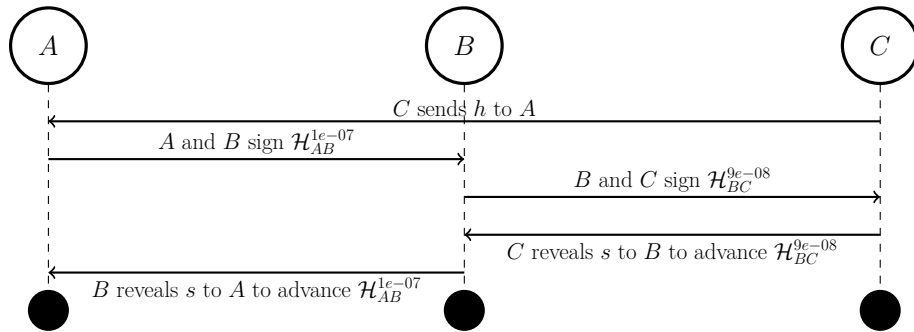 A B C
C sends h to A
A and B sign $\mathcal{H}_{AB}^{1e-07}$
B and C sign $\mathcal{H}_{BC}^{9e-08}$
C reveals s to B to advance $\mathcal{H}_{BC}^{9e-08}$
B reveals s to A to advance $\mathcal{H}_{AB}^{1e-07}$